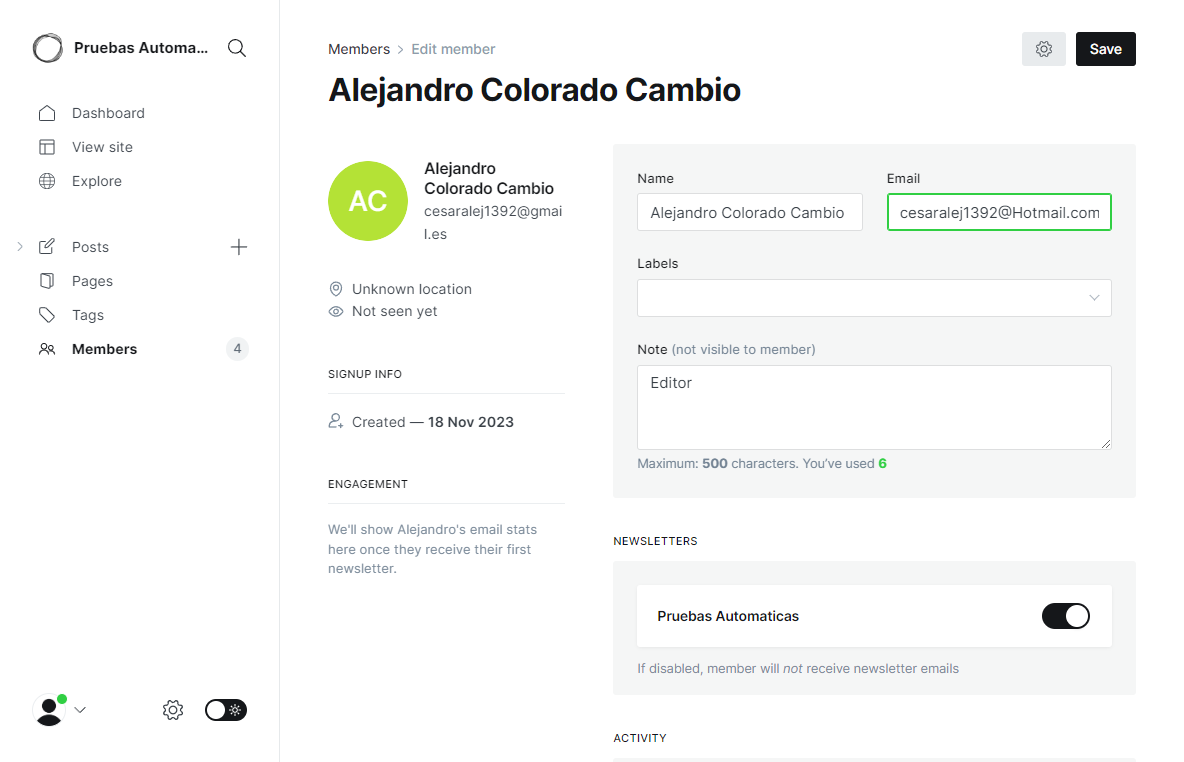 Pruebas Automa...
Dashboard
View site
Explore
Posts
Pages
Tags
Members
4
Members > Edit member
Save
Alejandro Colorado Cambio
AC
Alejandro
Colorado Cambio
cesaralej1392@gmai
l.es
Unknown location
Not seen yet
SIGNUP INFO
Created — 18 Nov 2023
ENGAGEMENT
We'll show Alejandro's email stats
here once they receive their first
newsletter.
Name
Email
Alejandro Colorado Cambio
cesaralej1392@Hotmail.com
Labels
Note (not visible to member)
Editor
Maximum: 500 characters. You've used 6
NEWSLETTERS
Pruebas Automaticas
If disabled, member will not receive newsletter emails
ACTIVITY